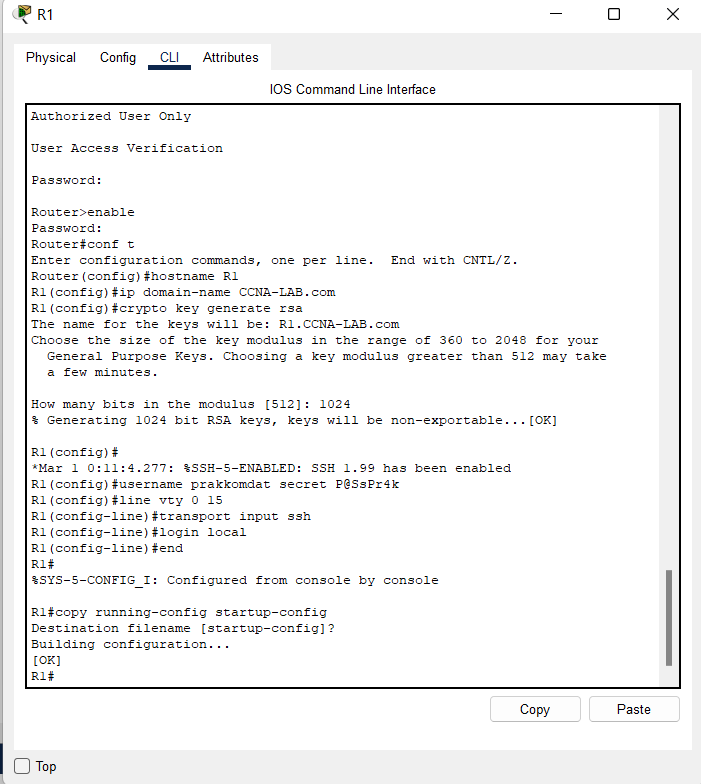 R1
Physical Config CLI Attributes
IOS Command Line Interface
Authorized User Only
User Access Verification
Password:
Router>enable
Password:
Router#conf t
Enter configuration commands, one per line.  End with CNTL/Z.
Router(config)#hostname R1
R1(config)#ip domain-name CCNA-LAB.com
R1(config)#crypto key generate rsa
The name for the keys will be: R1.CCNA-LAB.com
Choose the size of the key modulus in the range of 360 to 2048 for your
  General Purpose Keys. Choosing a key modulus greater than 512 may take
  a few minutes.
How many bits in the modulus [512]: 1024
% Generating 1024 bit RSA keys, keys will be non-exportable...[OK]
R1(config)#
*Mar 1 0:11:4.277: %SSH-5-ENABLED: SSH 1.99 has been enabled
R1(config)#username prakkomdat secret P@SsPr4k
R1(config)#line vty 0 15
R1(config-line)#transport input ssh
R1(config-line)#login local
R1(config-line)#end
R1#
%SYS-5-CONFIG_I: Configured from console by console
R1#copy running-config startup-config
Destination filename [startup-config]?
Building configuration...
[OK]
R1#
Copy Paste
Top